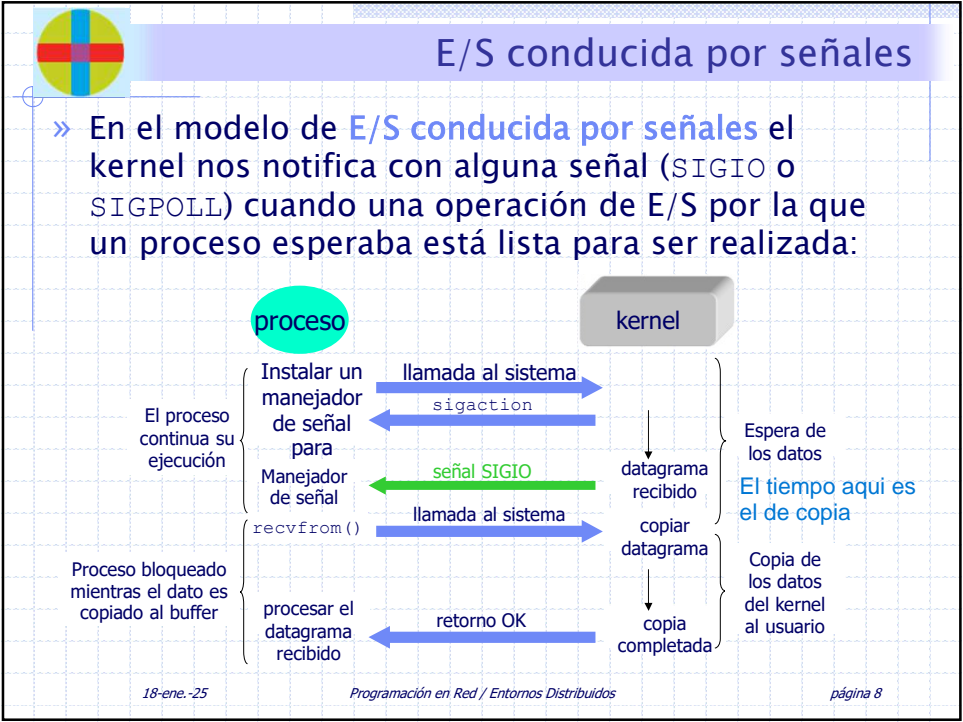 E/S conducida por señales
» En el modelo de E/S conducida por señales el
kernel nos notifica con alguna señal (SIGIO o
SIGPOLL) cuando una operación de E/S por la que
un proceso esperaba está lista para ser realizada:
proceso
kernel
Instalar un
manejador
de señal
para
llamada al sistema
sigaction
El proceso
continua su
ejecución
Espera de
los datos
Manejador
de señal
señal SIGIO
datagrama
recibido
El tiempo aqui es
el de copia
recvfrom()
llamada al sistema
copiar
datagrama
Proceso bloqueado
mientras el dato es
copiado al buffer
Copia de
los datos
del kernel
al usuario
procesar el
datagrama
recibido
retorno OK
copia
completada
18-ene.-25
Programación en Red / Entornos Distribuidos
página 8